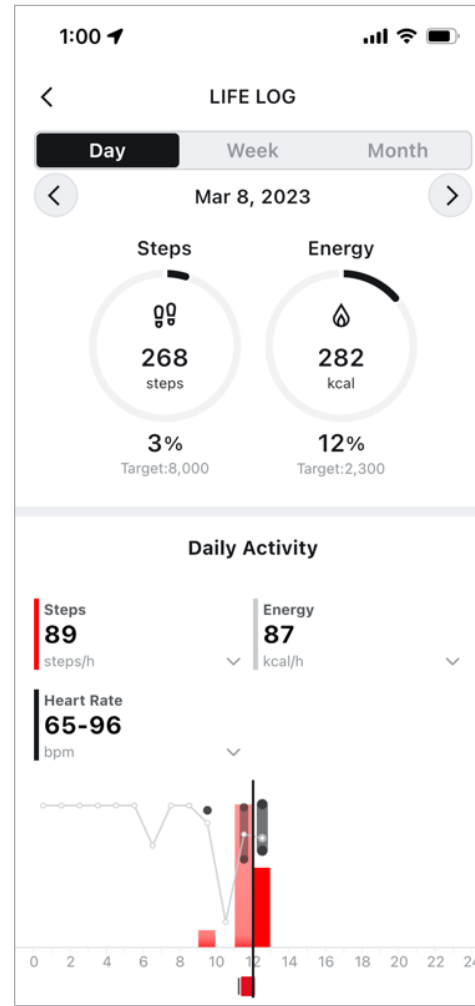 1:00
LIFE LOG
Day Week Month
Mar 8, 2023
Steps Energy
268 282
steps kcal
3% 12%
Target:8,000 Target:2,300
Daily Activity
Steps Energy
89 87
steps/h kcal/h
Heart Rate
65-96
bpm
0 2 4 6 8 10 12 14 16 18 20 22 24